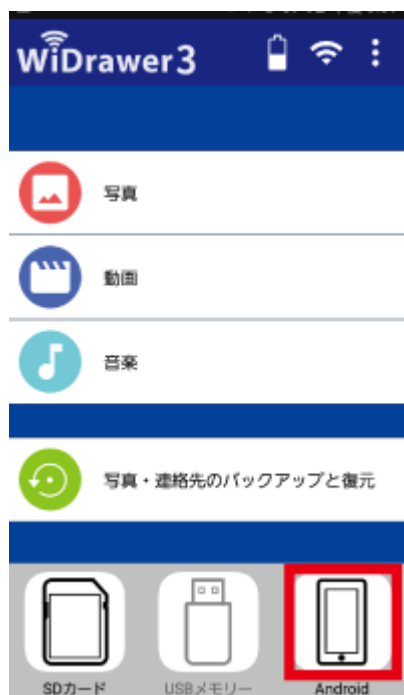 WiDrawer3
写真
動画
音楽
写真・連絡先のバックアップと復元
SDカード
USBメモリー
Android